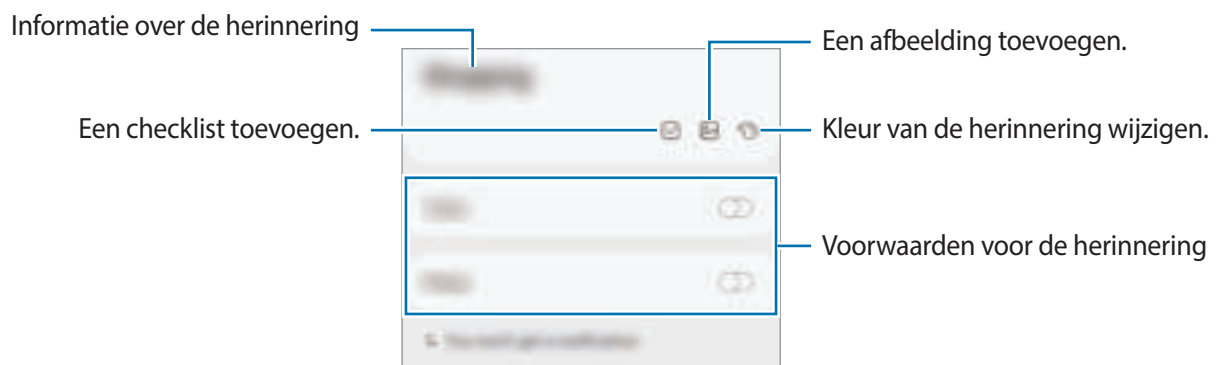 Informatie over de herinnering
Een afbeelding toevoegen.
Een checklist toevoegen.
Kleur van de herinnering wijzigen.
Voorwaarden voor de herinnering